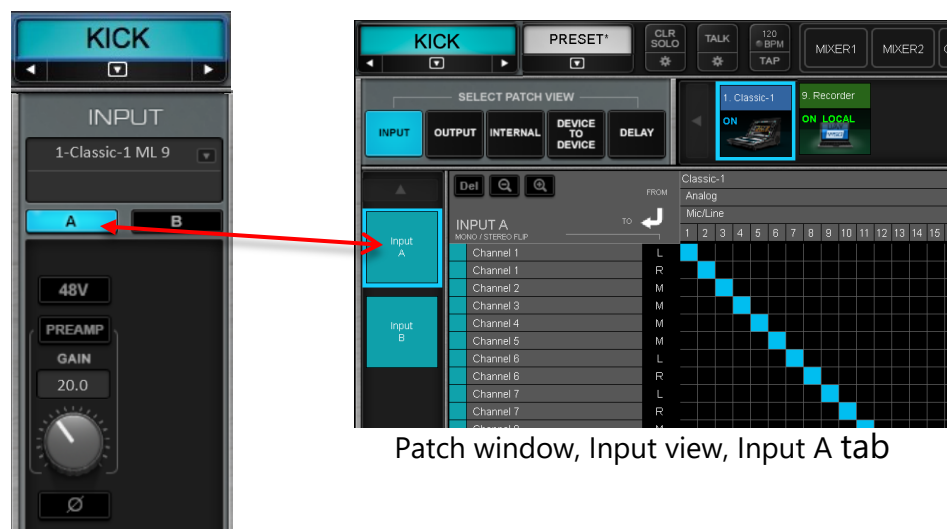 KICK
INPUT
1-Classic-1 ML 9
A B
48V
PREAMP
GAIN
20.0
Ø
KICK
PRESET*
CLR SOLO
TALK
120
BPM
TAP
MIXER1
MIXER2
SELECT PATCH VIEW
INPUT
OUTPUT
INTERNAL
DEVICE TO DEVICE
DELAY
1. Classic-1
ON
9. Recorder
ON LOCAL
Del
FROM
Classic-1
Analog
Mic/Line
INPUT A
TO
MONO / STEREO FLIP
1 2 3 4 5 6 7 8 9 10 11 12 13 14 15
Input A
Input B
Channel 1 L
Channel 1 R
Channel 2 M
Channel 3 M
Channel 4 M
Channel 5 M
Channel 6 L
Channel 6 R
Channel 7 L
Channel 7 R
Patch window, Input view, Input A tab